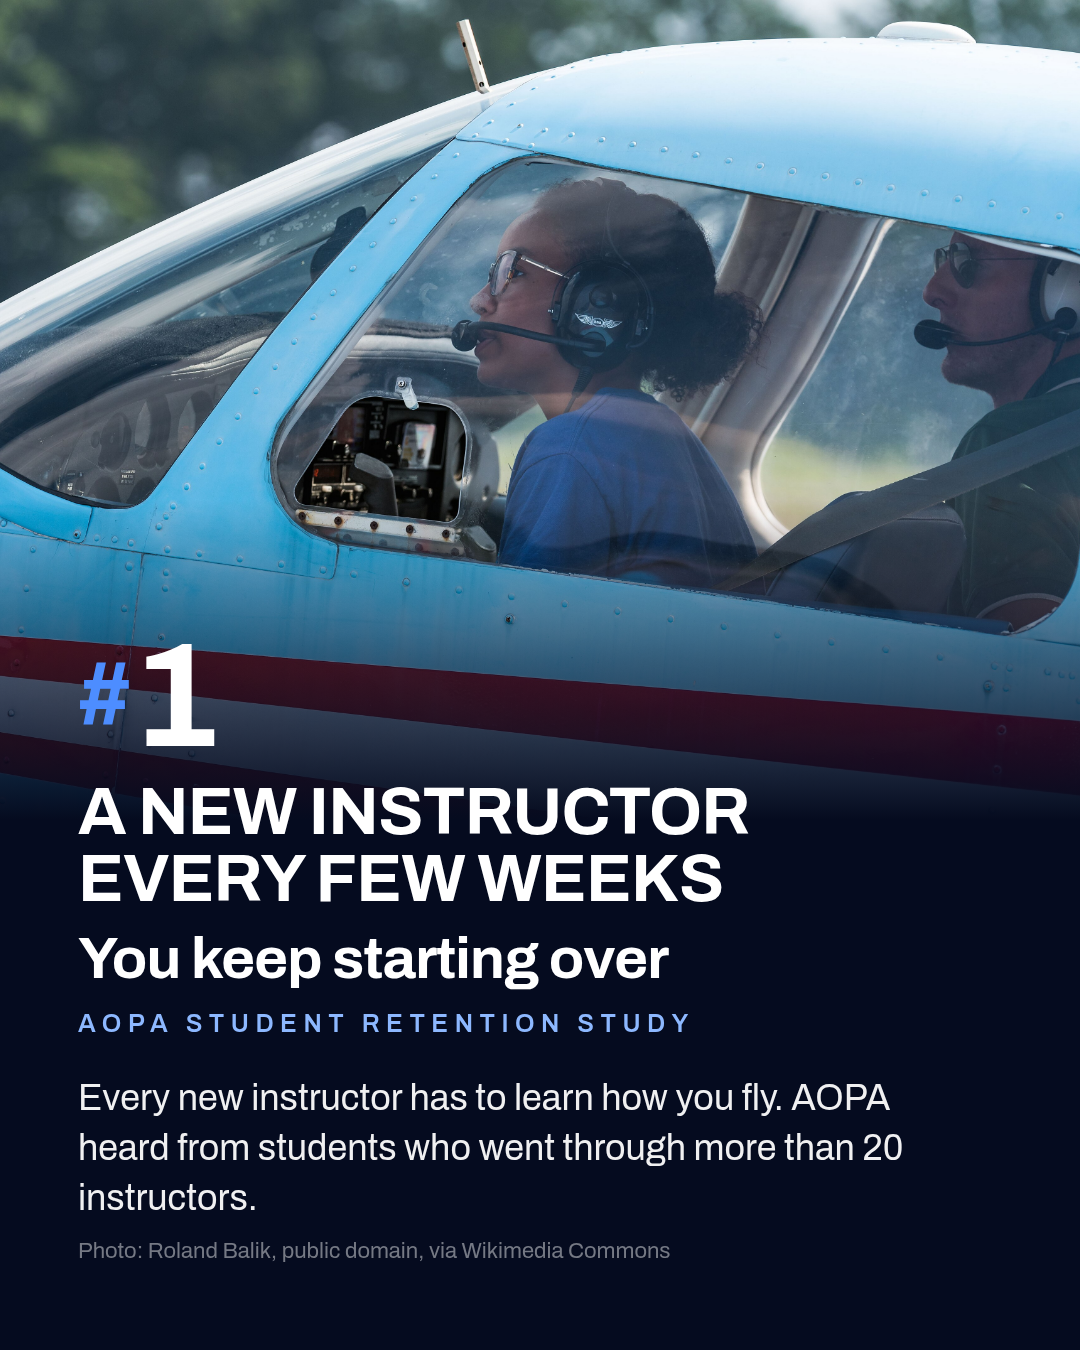 #1
A NEW INSTRUCTOR
EVERY FEW WEEKS
You keep starting over
AOPA STUDENT RETENTION STUDY
Every new instructor has to learn how you fly. AOPA
heard from students who went through more than 20
instructors.
Photo: Roland Balik, public domain, via Wikimedia Commons